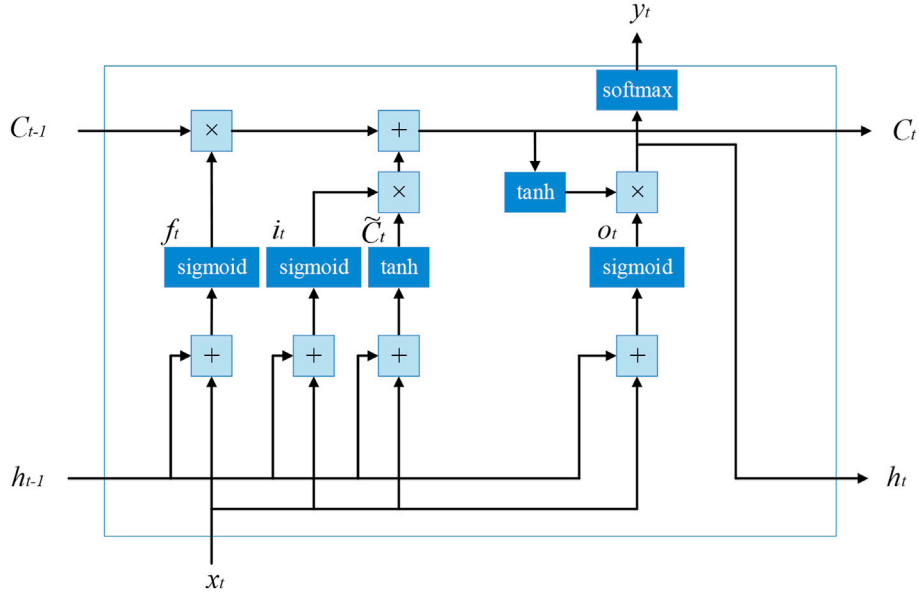 yₜ
softmax
Cₜ₋₁ × + Cₜ
tanh ×
×
fₜ iₜ C̃ₜ oₜ
sigmoid sigmoid tanh sigmoid
+ + + +
hₜ₋₁ hₜ
xₜ